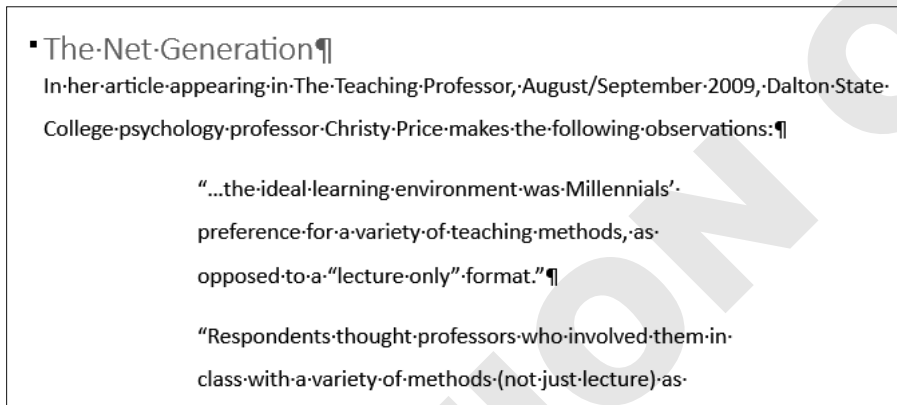 The·Net·Generation¶
In·her·article·appearing·in·The·Teaching·Professor,·August/September·2009,·Dalton·State·
College·psychology·professor·Christy·Price·makes·the·following·observations:¶
“…the·ideal·learning·environment·was·Millennials’·
preference·for·a·variety·of·teaching·methods,·as·
opposed·to·a·“lecture·only”·format.”¶
“Respondents·thought·professors·who·involved·them·in·
class·with·a·variety·of·methods·(not·just·lecture)·as·